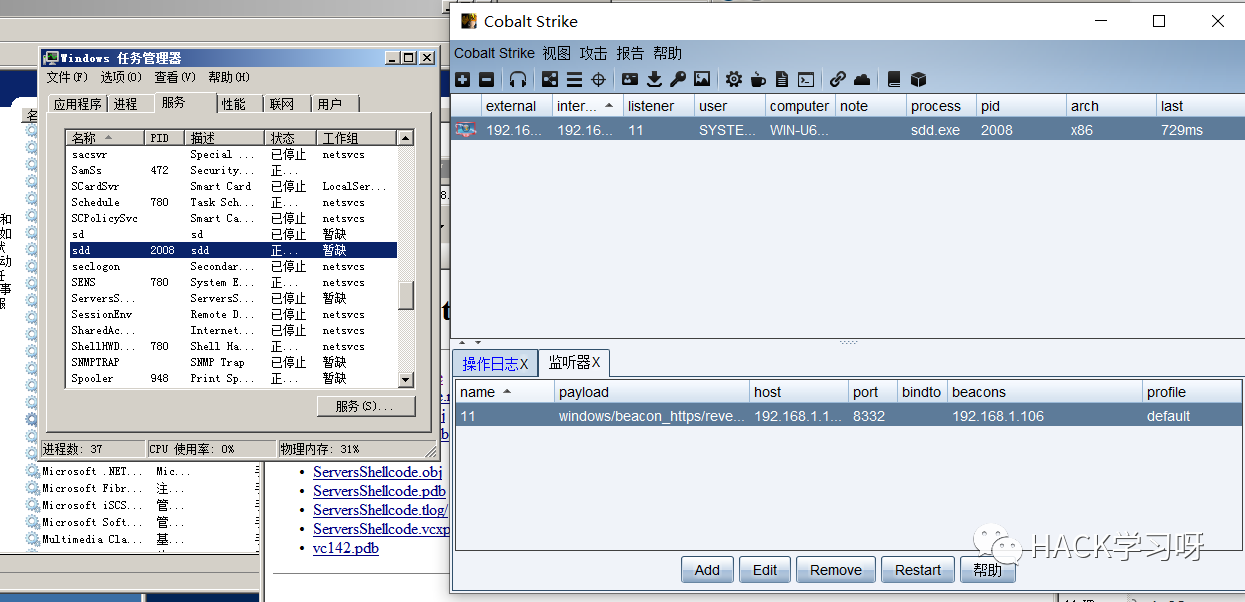 Windows 任务管理器
文件(F) 选项(O) 查看(V) 帮助(H)
应用程序 进程 服务 性能 联网 用户
名称 PID 描述 状态 工作组
sacsvr Special ... 已停止 netsvcs
SamSs 472 Security... 正...
SCardSvr Smart Card 已停止 LocalSer...
Schedule 780 Task Sch... 正... netsvcs
SCPolicySvc Smart Ca... 已停止 netsvcs
sd sd 已停止 暂缺
sdd 2008 sdd 正... 暂缺
seclogon Secondar... 已停止 netsvcs
SENS 780 System E... 正... netsvcs
ServersS... ServersS... 已停止 暂缺
SessionEnv Remote D... 已停止 netsvcs
SharedAc... Internet... 已停止 netsvcs
ShellHWD... 780 Shell Ha... 正... netsvcs
SNMPTRAP SNMP Trap 已停止 暂缺
Spooler 948 Print Sp... 正... 暂缺
服务(S)...
进程数: 37 CPU 使用率: 0% 物理内存: 31%
名
和
如
动
事
Microsoft .NET... Mic...
Microsoft Fibr... 注...
Microsoft iSCS... 管...
Microsoft Soft... 管...
Multimedia Cla... 基...
ServersShellcode.obj
ServersShellcode.pdb
ServersShellcode.tlog/
ServersShellcode.vcxp
vc142.pdb
Cobalt Strike
Cobalt Strike 视图 攻击 报告 帮助
external inter... listener user computer note process pid arch last
192.16... 192.16... 11 SYSTE... WIN-U6... sdd.exe 2008 x86 729ms
操作日志X 监听器X
name payload host port bindto beacons profile
11 windows/beacon_https/reve... 192.168.1.1... 8332 192.168.1.106 default
Add Edit Remove Restart 帮助
HACK学习呀